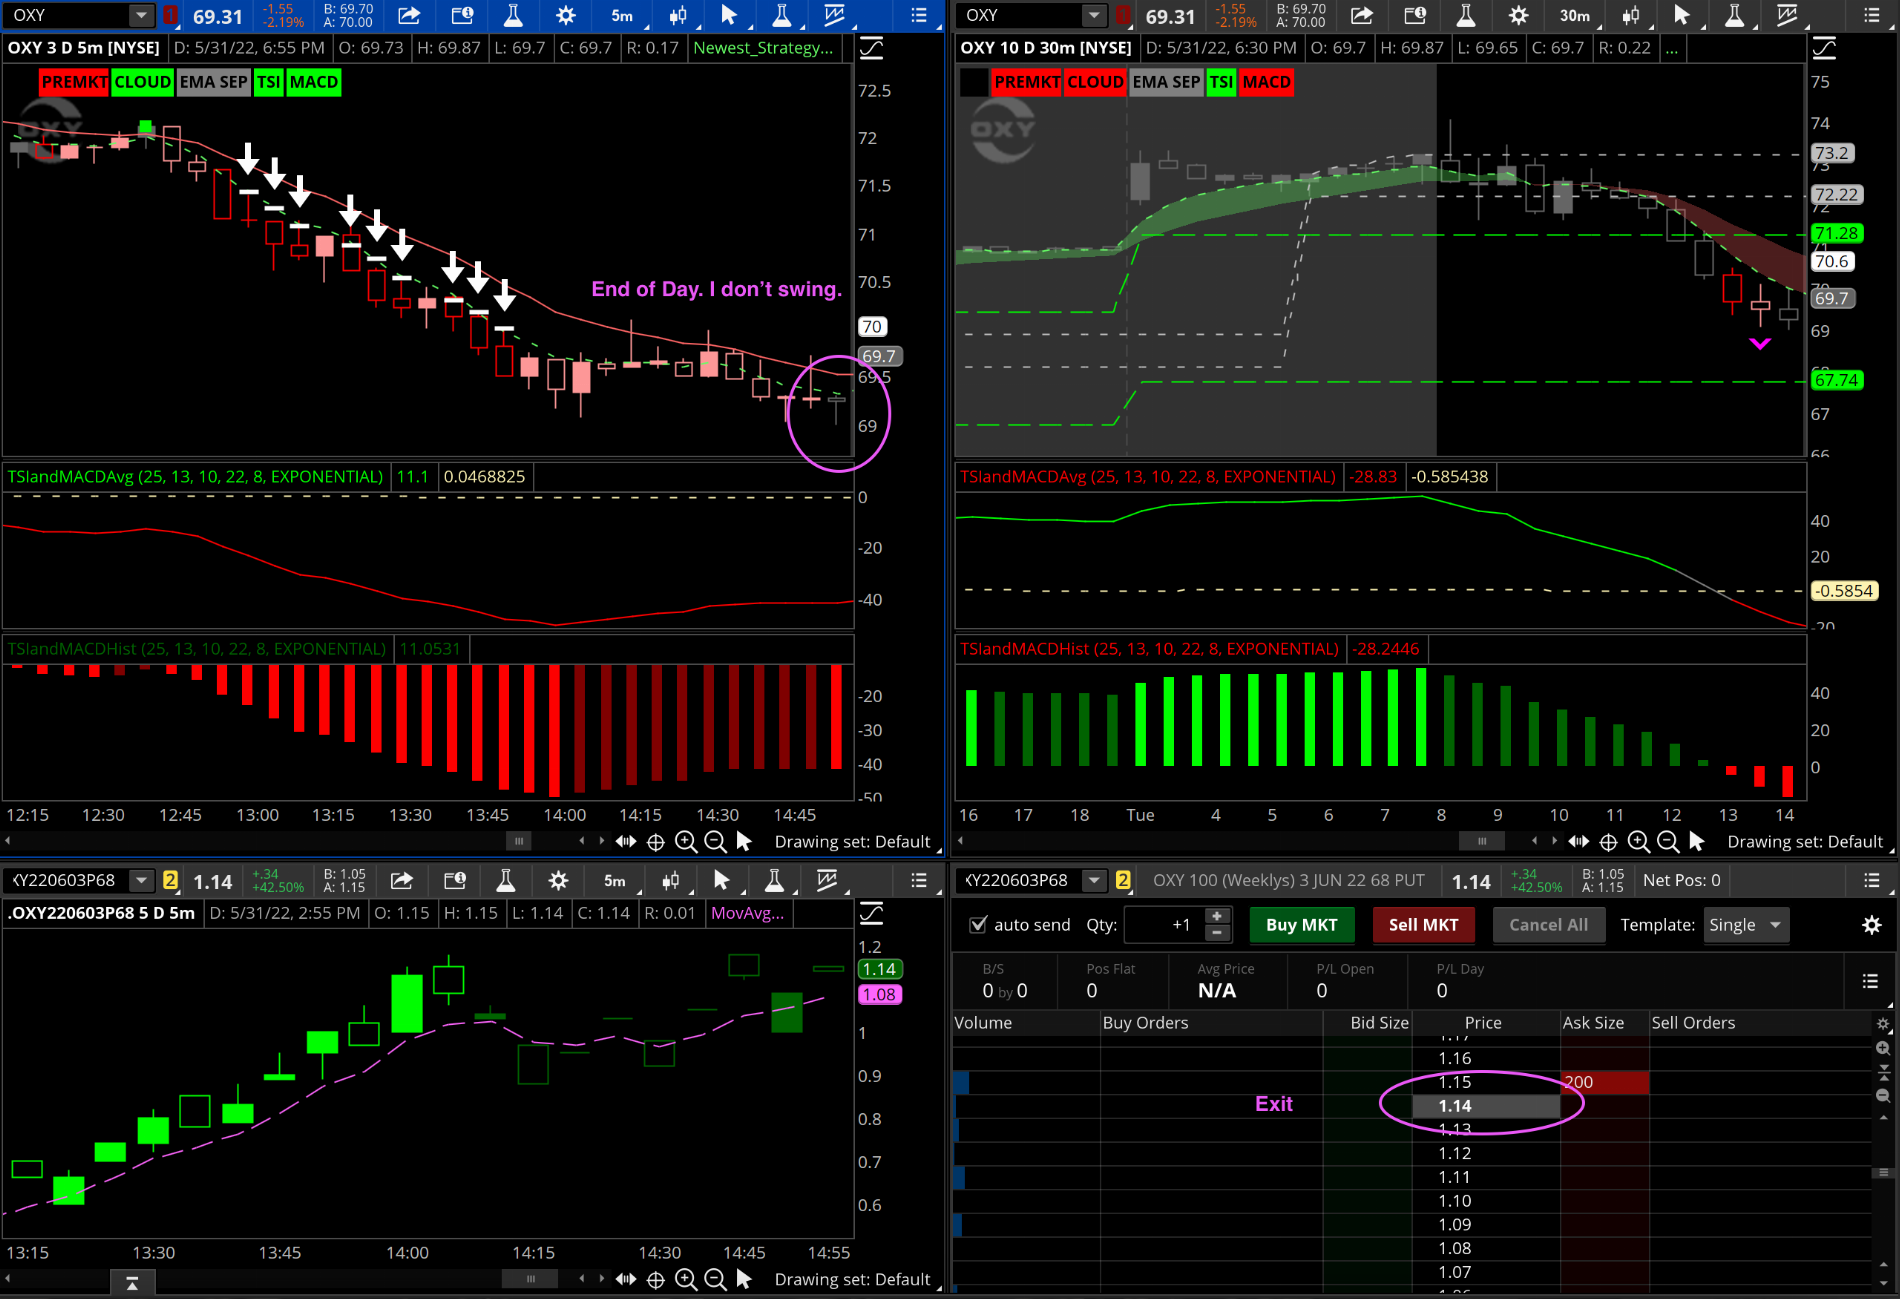 OXY 1 69.31 -1.55 -2.19% B: 69.70 A: 70.00 5m
OXY 3 D 5m [NYSE] D: 5/31/22, 6:55 PM O: 69.73 H: 69.87 L: 69.7 C: 69.7 R: 0.17 Newest_Strategy...
PREMKT CLOUD EMA SEP TSI MACD
OXY
72.5
72
71.5
71
70.5
70
69.7
69.5
69
End of Day. I don't swing.
TSIandMACDAvg (25, 13, 10, 22, 8, EXPONENTIAL) 11.1 0.0468825
0
-20
-40
TSIandMACDHist (25, 13, 10, 22, 8, EXPONENTIAL) 11.0531
-20
-30
-40
-50
12:15 12:30 12:45 13:00 13:15 13:30 13:45 14:00 14:15 14:30 14:45
Drawing set: Default
OXY 1 69.31 -1.55 -2.19% B: 69.70 A: 70.00 30m
OXY 10 D 30m [NYSE] D: 5/31/22, 6:30 PM O: 69.7 H: 69.87 L: 69.65 C: 69.7 R: 0.22 ...
PREMKT CLOUD EMA SEP TSI MACD
OXY
75
74
73.2
73
72.22
72
71.28
71
70.6
69.7
69
67.74
67
66
TSIandMACDAvg (25, 13, 10, 22, 8, EXPONENTIAL) -28.83 -0.585438
40
20
-0.5854
-20
TSIandMACDHist (25, 13, 10, 22, 8, EXPONENTIAL) -28.2446
40
20
0
16 17 18 Tue 4 5 6 7 8 9 10 11 12 13 14
Drawing set: Default
XY220603P68 2 1.14 +.34 +42.50% B: 1.05 A: 1.15 5m
.OXY220603P68 5 D 5m D: 5/31/22, 2:55 PM O: 1.15 H: 1.15 L: 1.14 C: 1.14 R: 0.01 MovAvg...
1.2
1.14
1.08
1
0.9
0.8
0.7
0.6
13:15 13:30 13:45 14:00 14:15 14:30 14:45 14:55
Drawing set: Default
XY220603P68 2 OXY 100 (Weeklys) 3 JUN 22 68 PUT 1.14 +.34 +42.50% B: 1.05 A: 1.15 Net Pos: 0
auto send Qty: +1 Buy MKT Sell MKT Cancel All Template: Single
B/S Pos Flat Avg Price P/L Open P/L Day
0 by 0 0 N/A 0 0
Volume Buy Orders Bid Size Price Ask Size Sell Orders
1.17
1.16
1.15 200
Exit 1.14
1.13
1.12
1.11
1.10
1.09
1.08
1.07